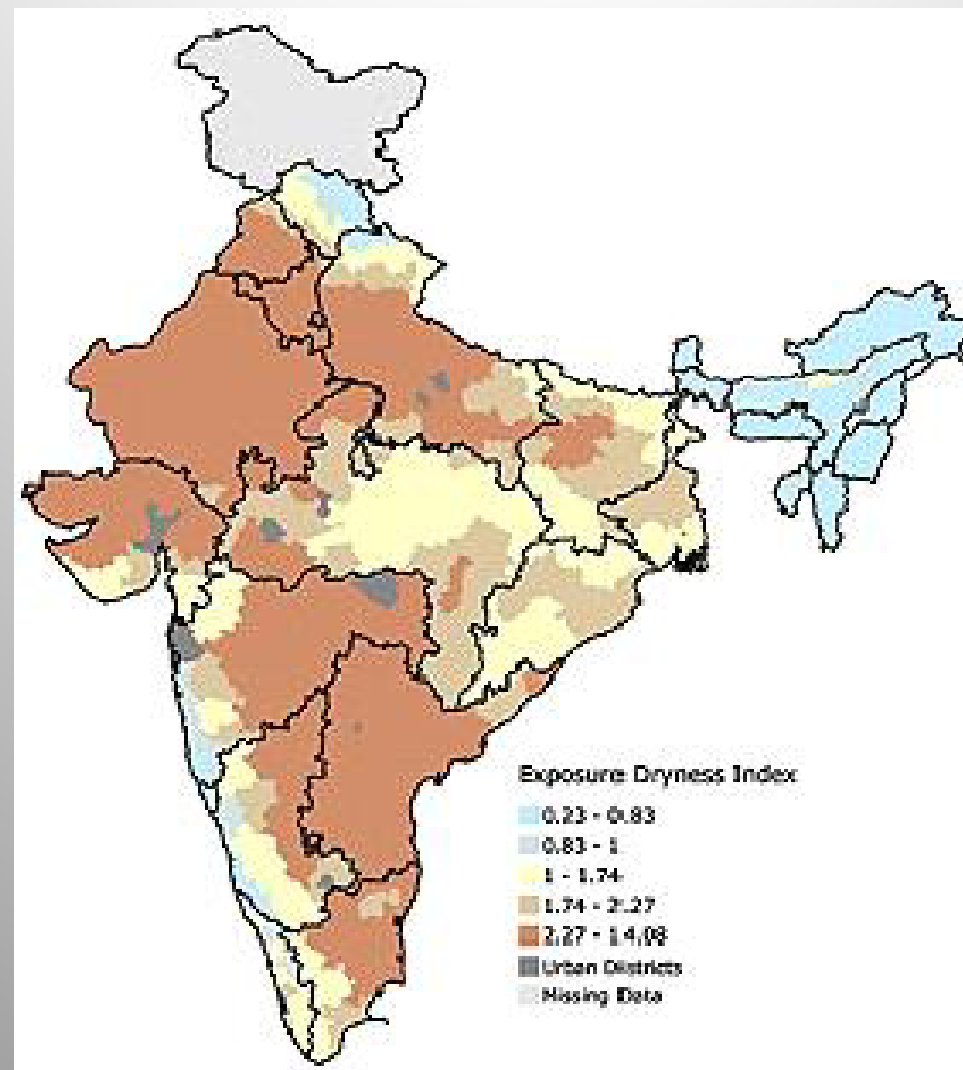 Exposure Dryness Index
0.23 - 0.83
0.83 - 1
1 - 1.74
1.74 - 2.27
2.27 - 14.08
Urban Districts
Missing Data